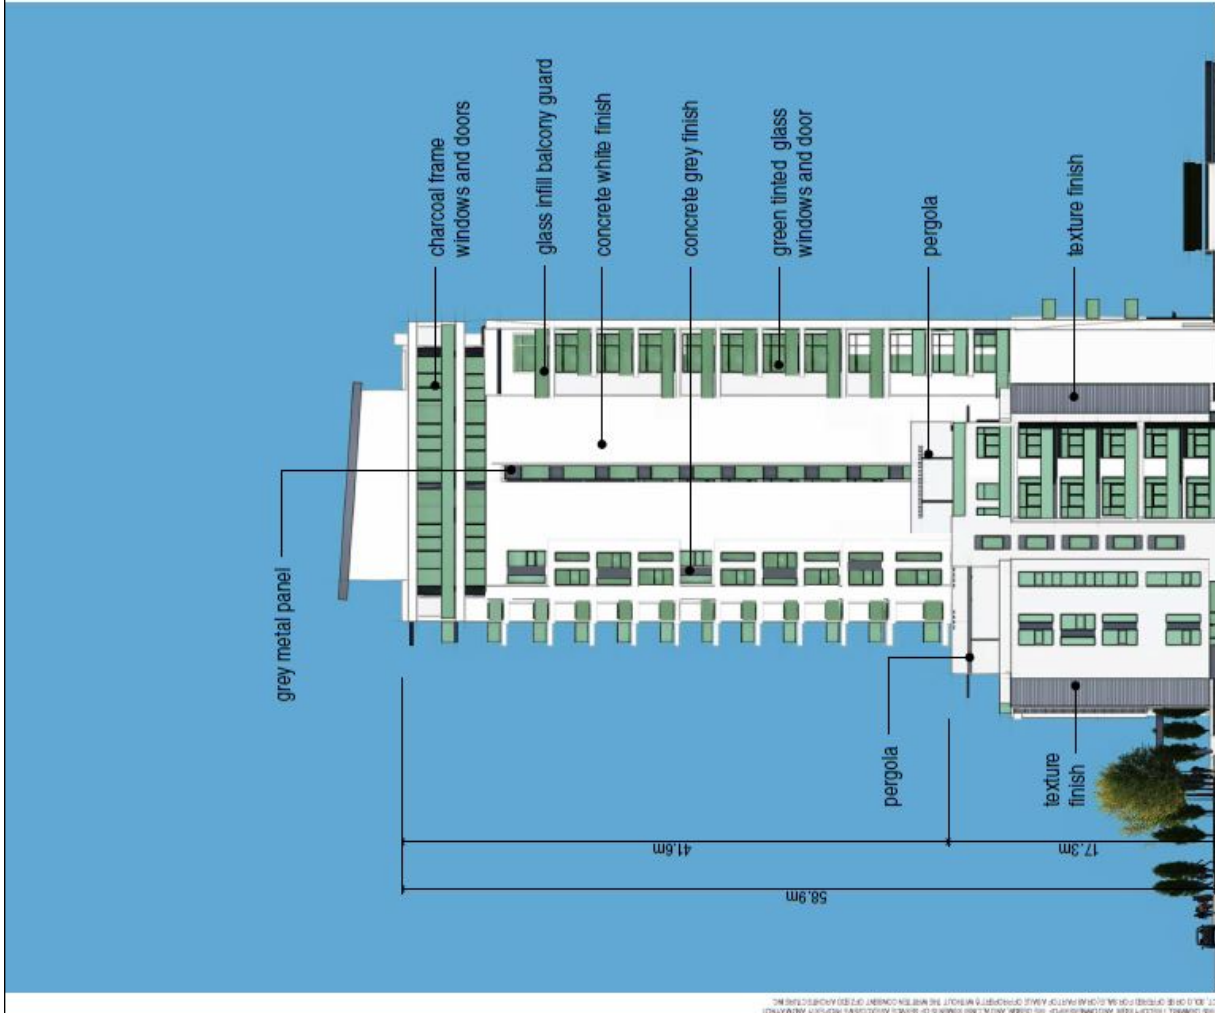 grey metal panel
charcoal frame
windows and doors
glass infill balcony guard
concrete white finish
concrete grey finish
green tinted glass
windows and door
pergola
texture finish
pergola
texture
finish
41.6m
17.3m
58.9m